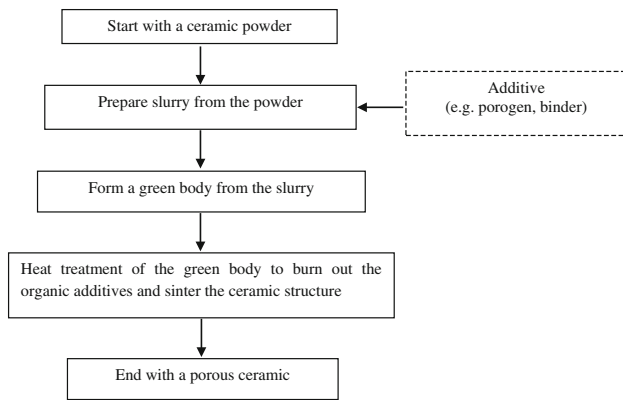 Start with a ceramic powder
Prepare slurry from the powder
Additive
(e.g. porogen, binder)
Form a green body from the slurry
Heat treatment of the green body to burn out the
organic additives and sinter the ceramic structure
End with a porous ceramic